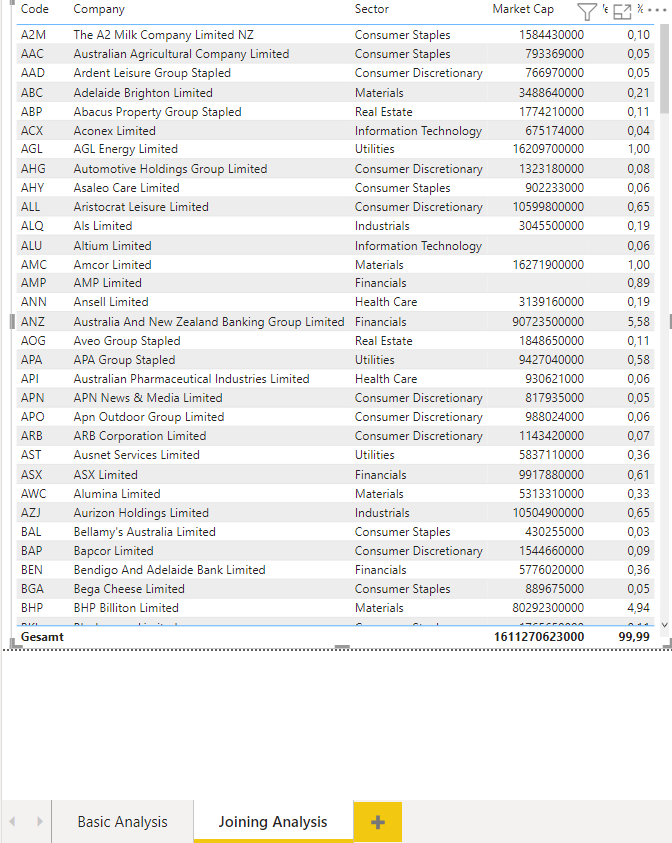 Code Company Sector Market Cap %
A2M The A2 Milk Company Limited NZ Consumer Staples 1584430000 0,10
AAC Australian Agricultural Company Limited Consumer Staples 793369000 0,05
AAD Ardent Leisure Group Stapled Consumer Discretionary 766970000 0,05
ABC Adelaide Brighton Limited Materials 3488640000 0,21
ABP Abacus Property Group Stapled Real Estate 1774210000 0,11
ACX Aconex Limited Information Technology 675174000 0,04
AGL AGL Energy Limited Utilities 16209700000 1,00
AHG Automotive Holdings Group Limited Consumer Discretionary 1323180000 0,08
AHY Asaleo Care Limited Consumer Staples 902233000 0,06
ALL Aristocrat Leisure Limited Consumer Discretionary 10599800000 0,65
ALQ Als Limited Industrials 3045500000 0,19
ALU Altium Limited Information Technology 0,06
AMC Amcor Limited Materials 16271900000 1,00
AMP AMP Limited Financials 0,89
ANN Ansell Limited Health Care 3139160000 0,19
ANZ Australia And New Zealand Banking Group Limited Financials 90723500000 5,58
AOG Aveo Group Stapled Real Estate 1848650000 0,11
APA APA Group Stapled Utilities 9427040000 0,58
API Australian Pharmaceutical Industries Limited Health Care 930621000 0,06
APN APN News & Media Limited Consumer Discretionary 817935000 0,05
APO Apn Outdoor Group Limited Consumer Discretionary 988024000 0,06
ARB ARB Corporation Limited Consumer Discretionary 1143420000 0,07
AST Ausnet Services Limited Utilities 5837110000 0,36
ASX ASX Limited Financials 9917880000 0,61
AWC Alumina Limited Materials 5313310000 0,33
AZJ Aurizon Holdings Limited Industrials 10504900000 0,65
BAL Bellamy's Australia Limited Consumer Staples 430255000 0,03
BAP Bapcor Limited Consumer Discretionary 1544660000 0,09
BEN Bendigo And Adelaide Bank Limited Financials 5776020000 0,36
BGA Bega Cheese Limited Consumer Staples 889675000 0,05
BHP BHP Billiton Limited Materials 80292300000 4,94
Gesamt 1611270623000 99,99
Basic Analysis Joining Analysis +